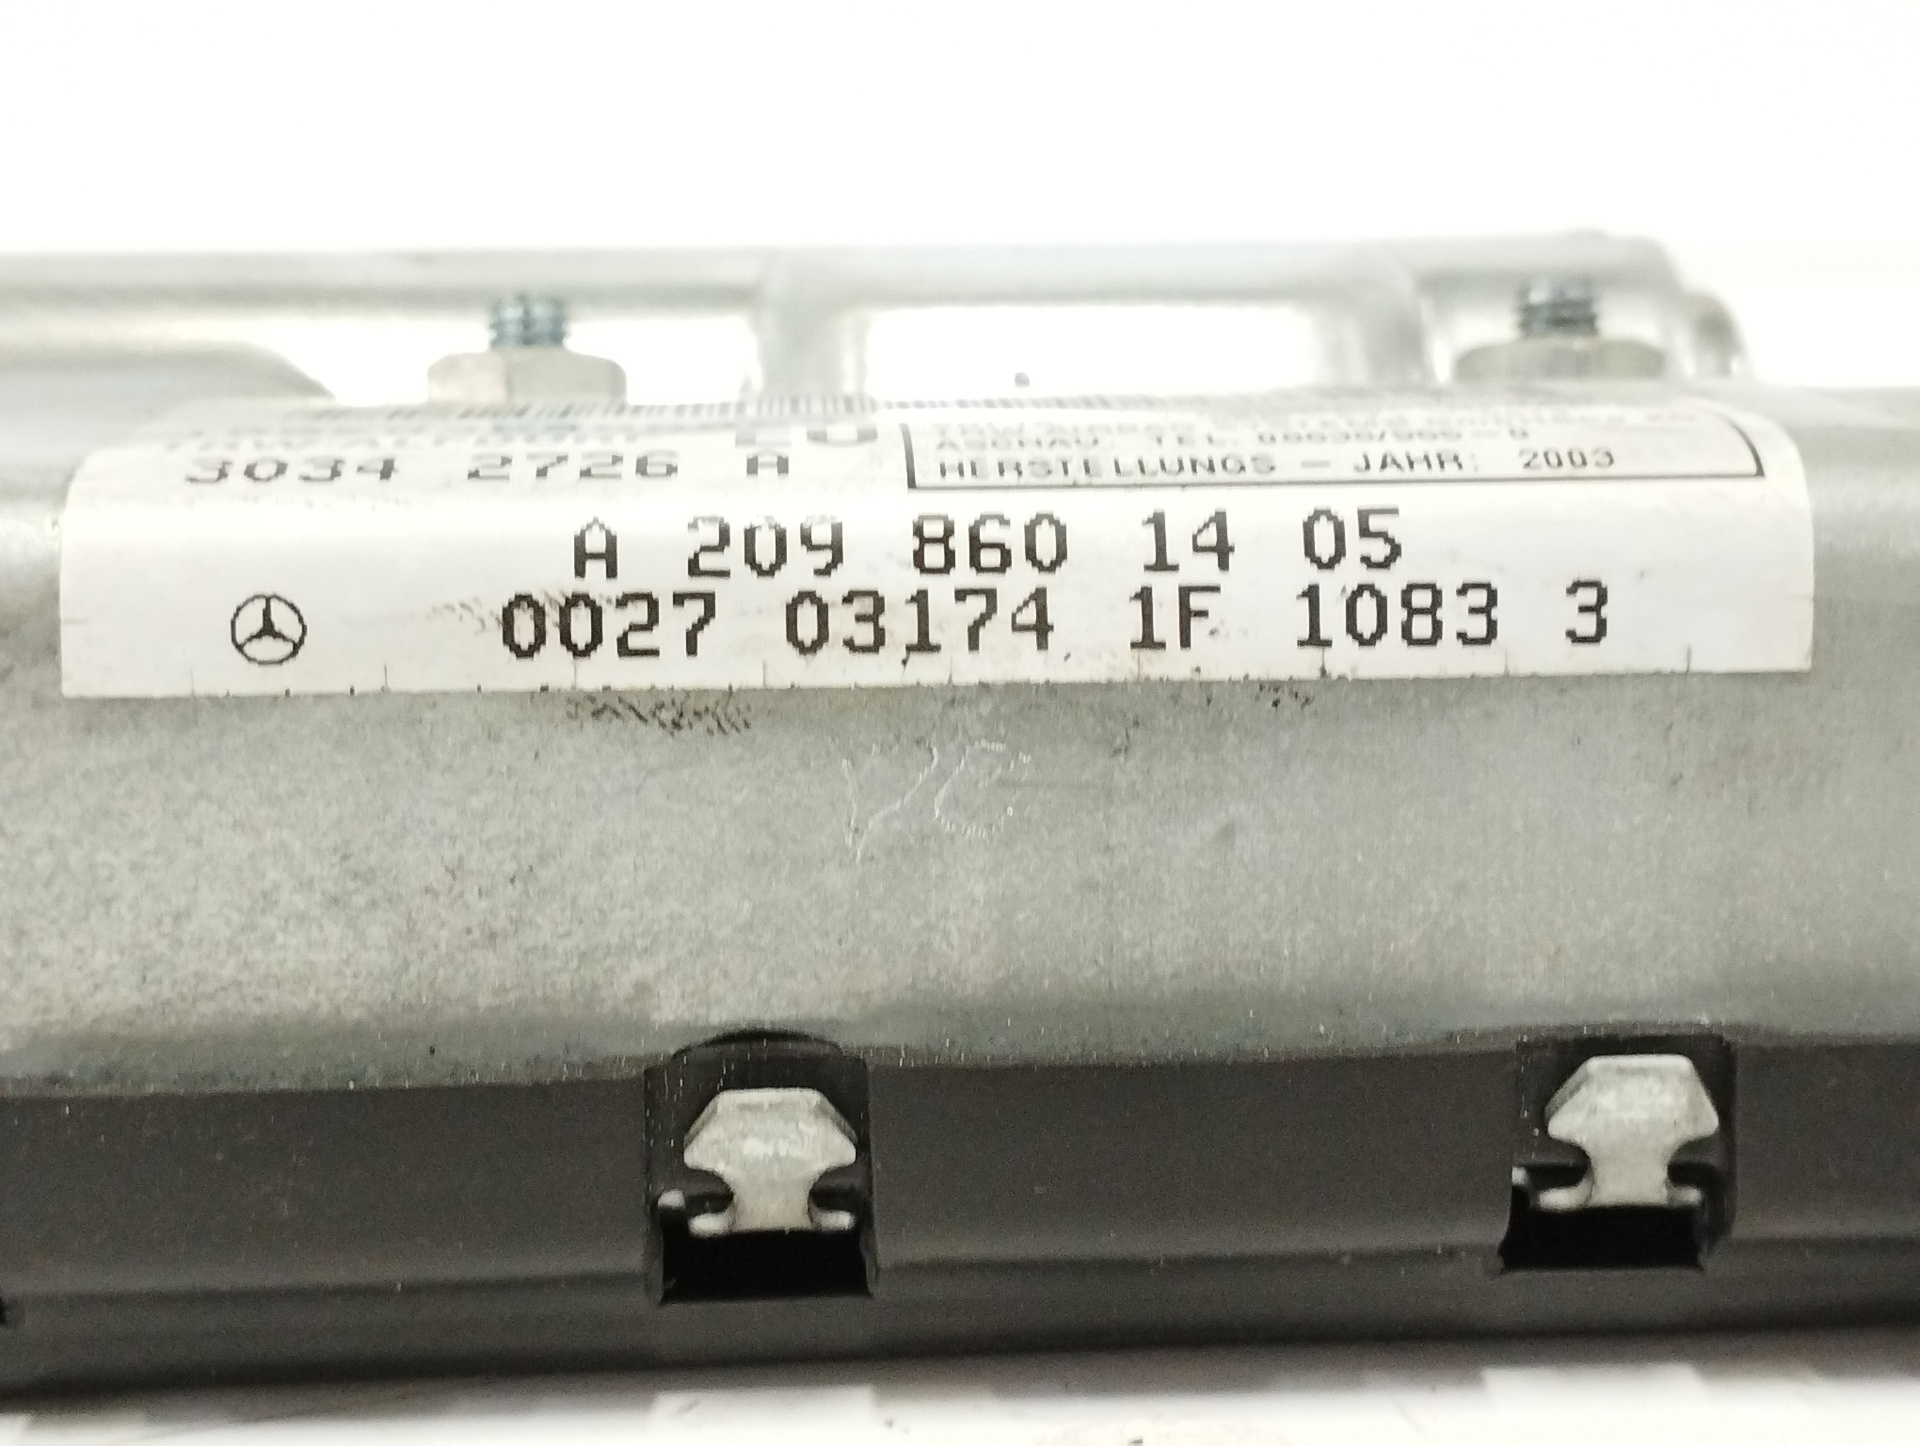 3034 2726 A
HERSTELLUNGS - JAHR: 2003
A 209 860 14 05
0027 03174 1F 1083 3